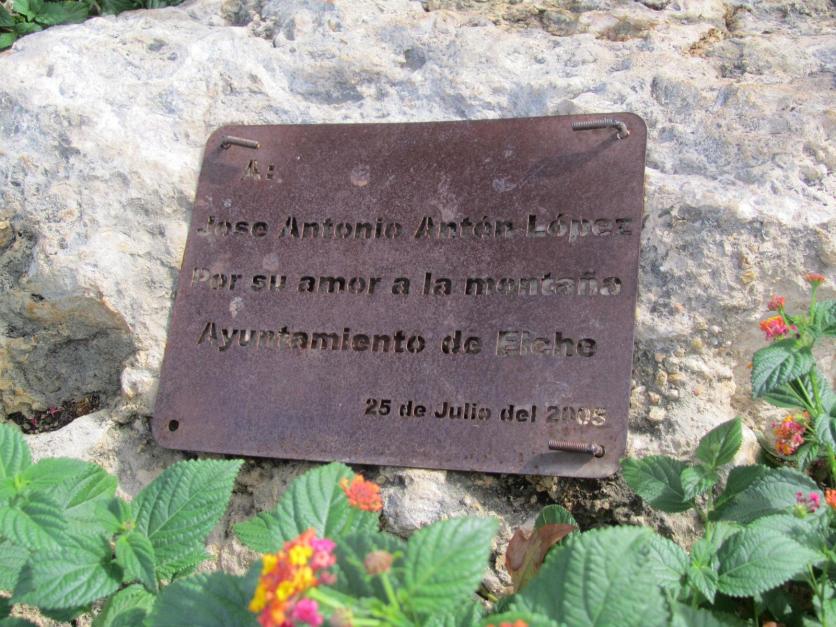 A:
Jose Antonio Antón López
Por su amor a la montaña
Ayuntamiento de Elche
25 de Julio del 2005